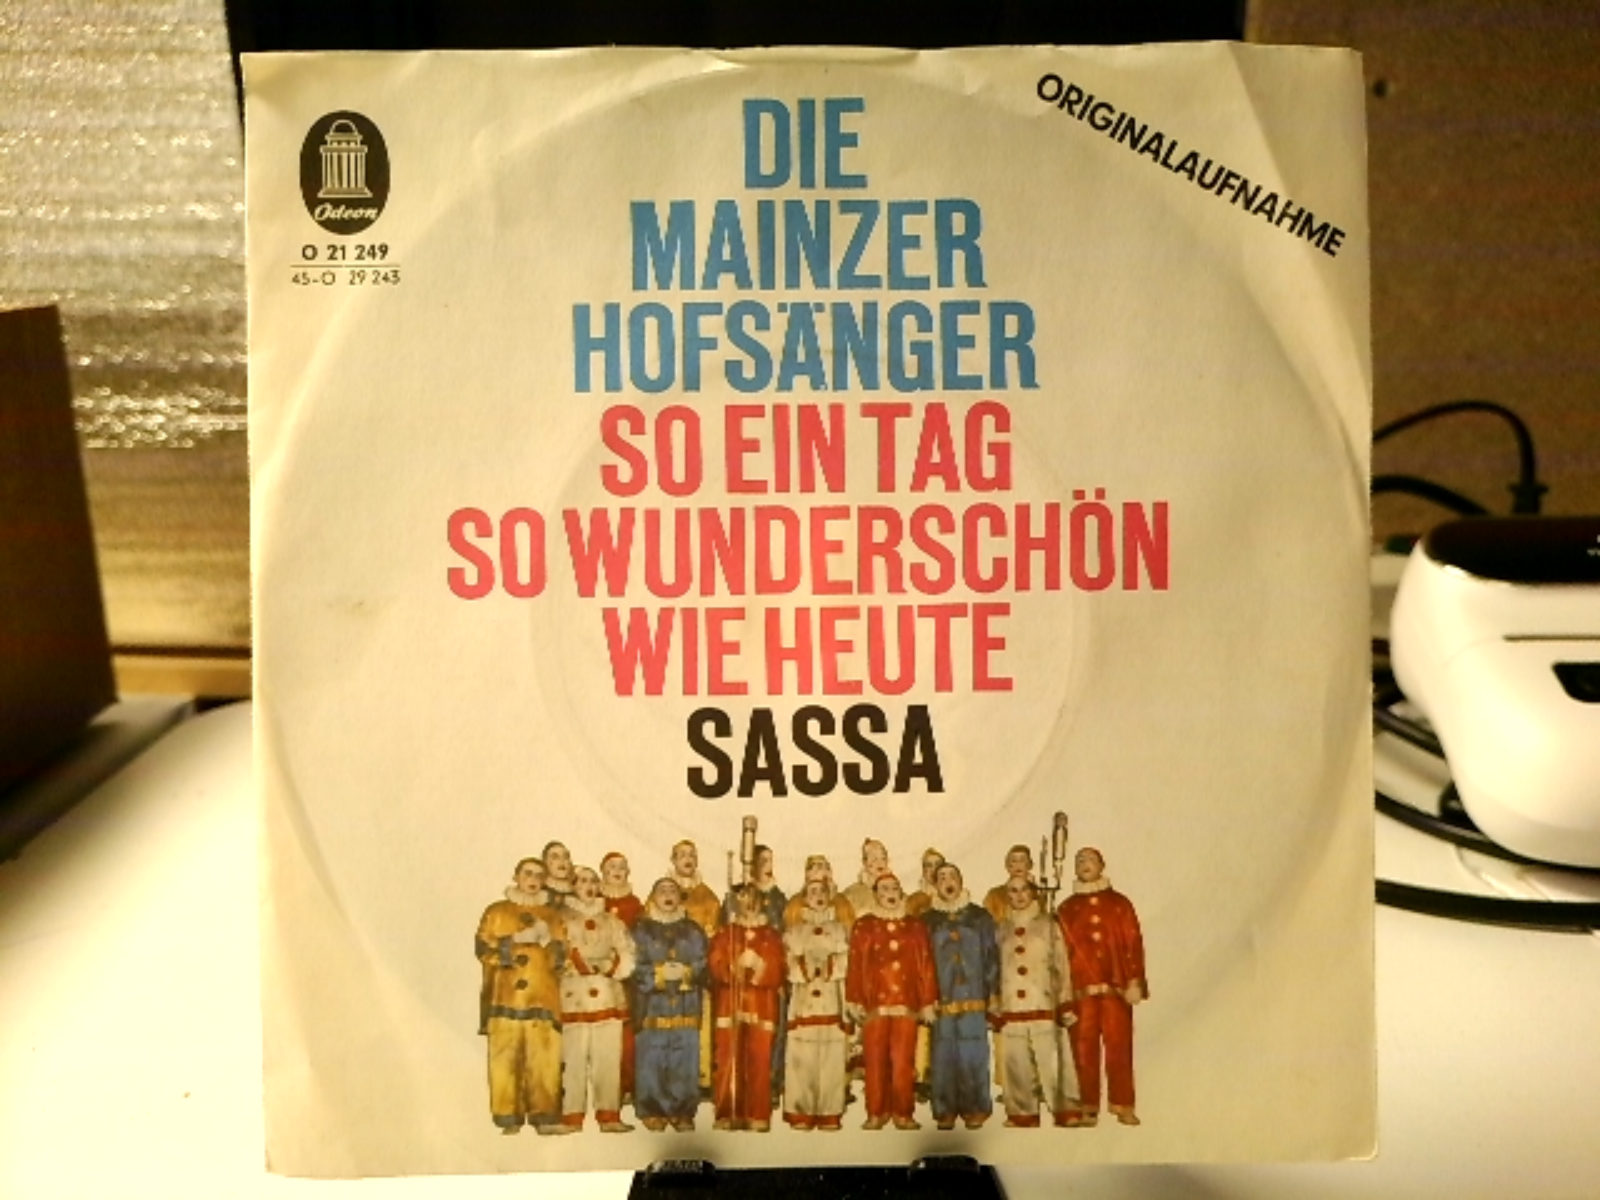 ORIGINALAUFNAHME
Odeon
O 21 249
45-O 29 243
DIE
MAINZER
HOFSÄNGER
SO EIN TAG
SO WUNDERSCHÖN
WIE HEUTE
SASSA